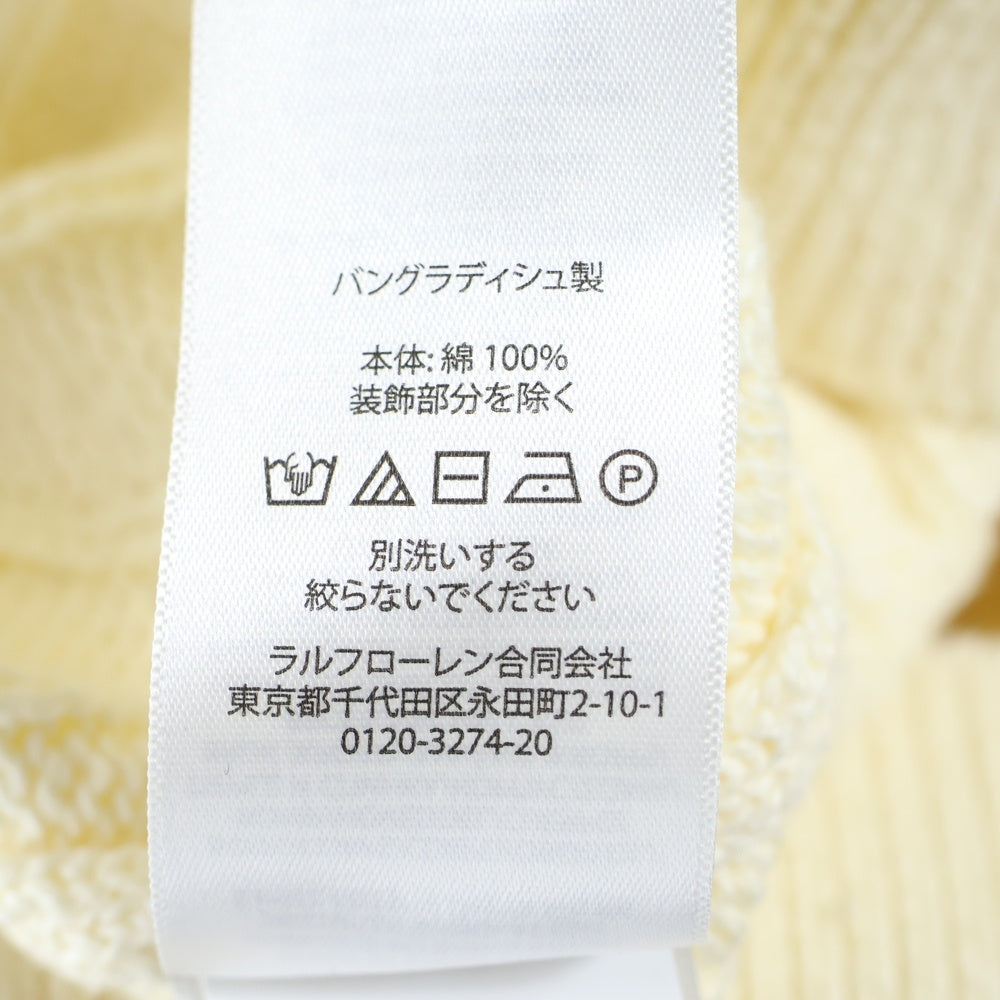 バングラディシュ製
本体: 綿 100%
装飾部分を除く
P
別洗いする
絞らないでください
ラルフローレン合同会社
東京都千代田区永田町2-10-1
0120-3274-20